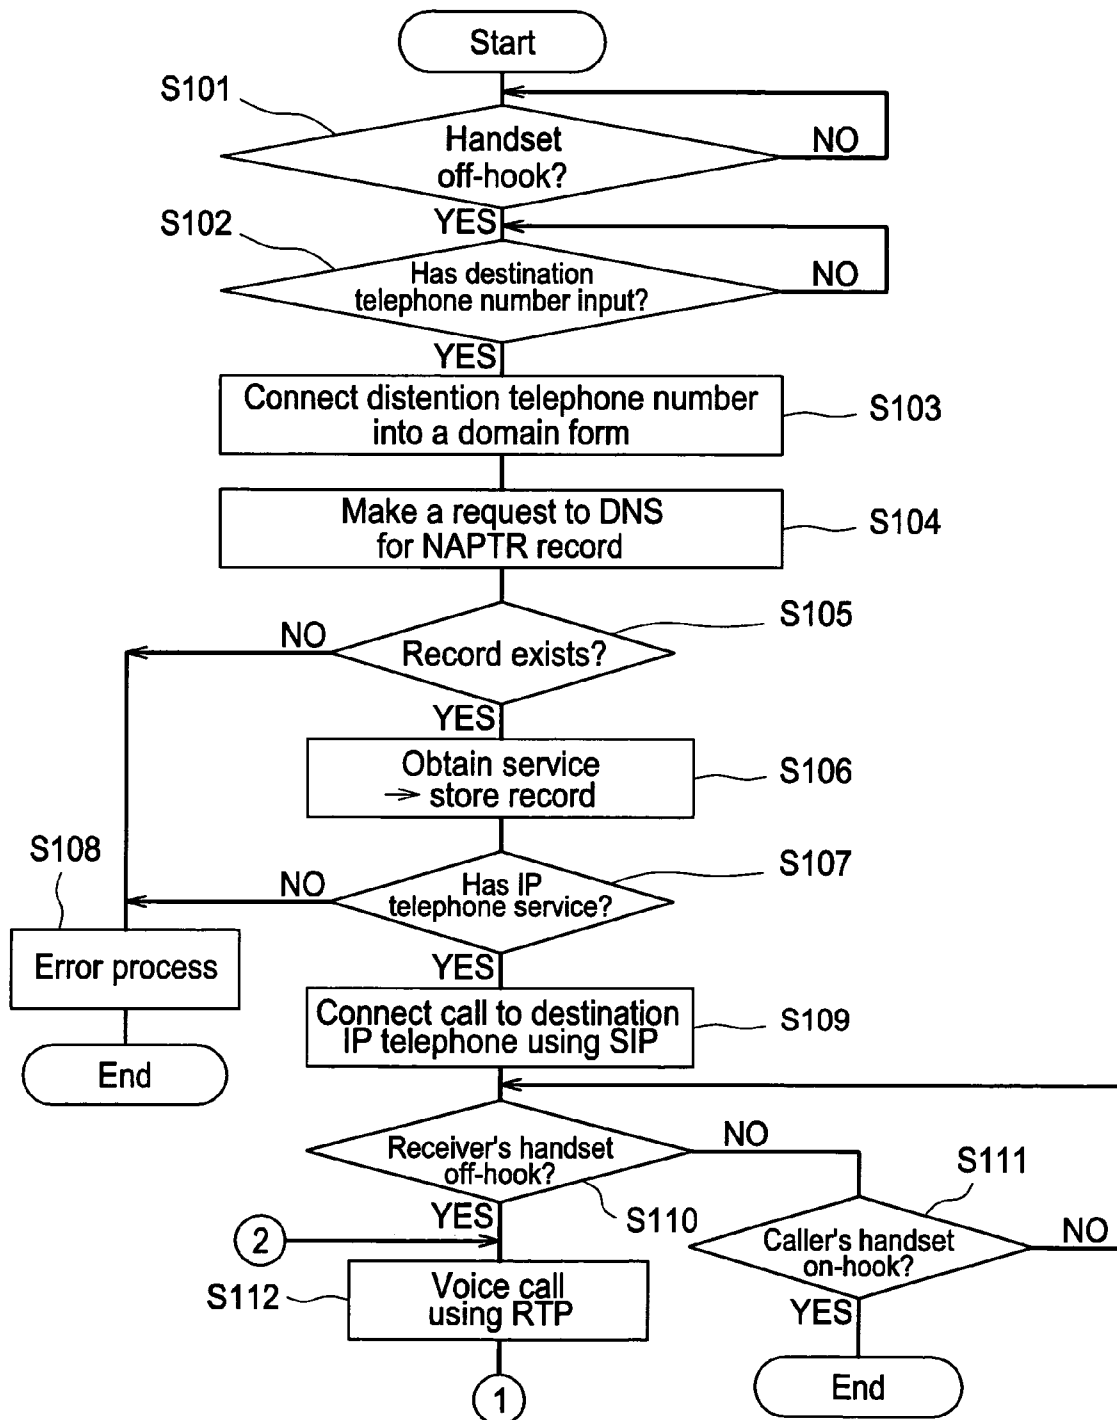 Start
S101
Handset
off-hook?
NO
YES
S102
Has destination
telephone number input?
NO
YES
Connect distention telephone number
into a domain form
S103
Make a request to DNS
for NAPTR record
S104
S105
NO
Record exists?
YES
Obtain service
→ store record
S106
S108
S107
NO
Has IP
telephone service?
Error process
YES
Connect call to destination
IP telephone using SIP
S109
End
Receiver's handset
off-hook?
NO
S111
YES
S110
2
Caller's handset
on-hook?
NO
S112
Voice call
using RTP
YES
1
End